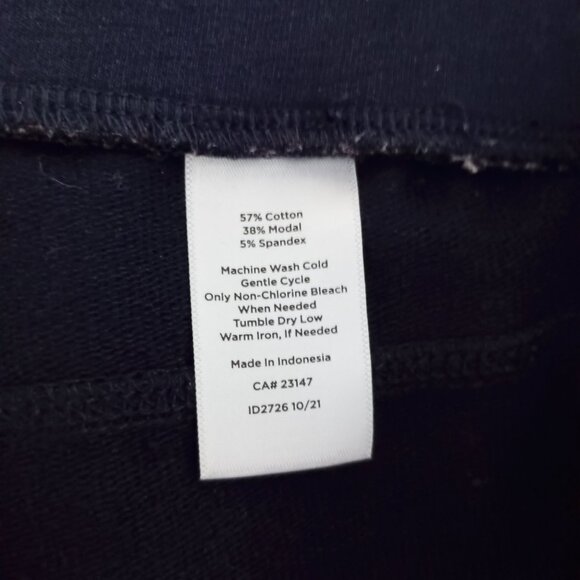 57% Cotton
38% Modal
5% Spandex
Machine Wash Cold
Gentle Cycle
Only Non-Chlorine Bleach
When Needed
Tumble Dry Low
Warm Iron, If Needed
Made In Indonesia
CA# 23147
ID2726 10/21